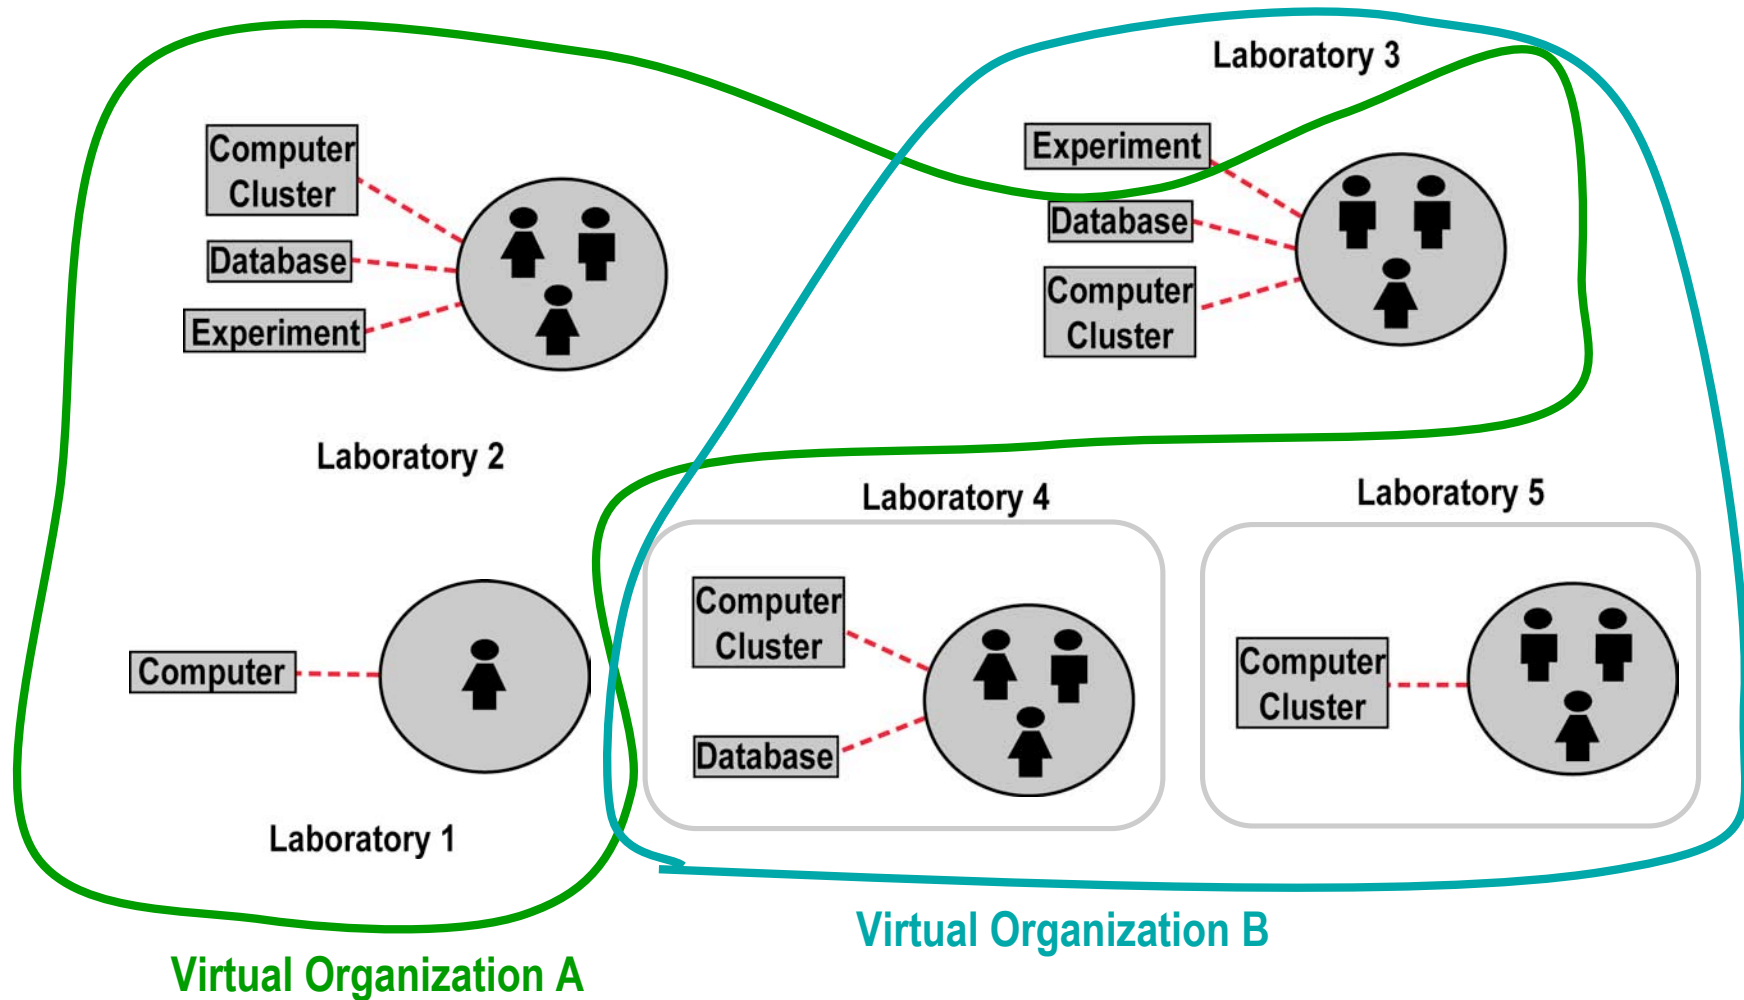 Laboratory 3
Computer
Cluster
Database
Experiment
Laboratory 2
Experiment
Database
Computer
Cluster
Laboratory 4
Laboratory 5
Computer
Laboratory 1
Computer
Cluster
Database
Computer
Cluster
Virtual Organization A
Virtual Organization B